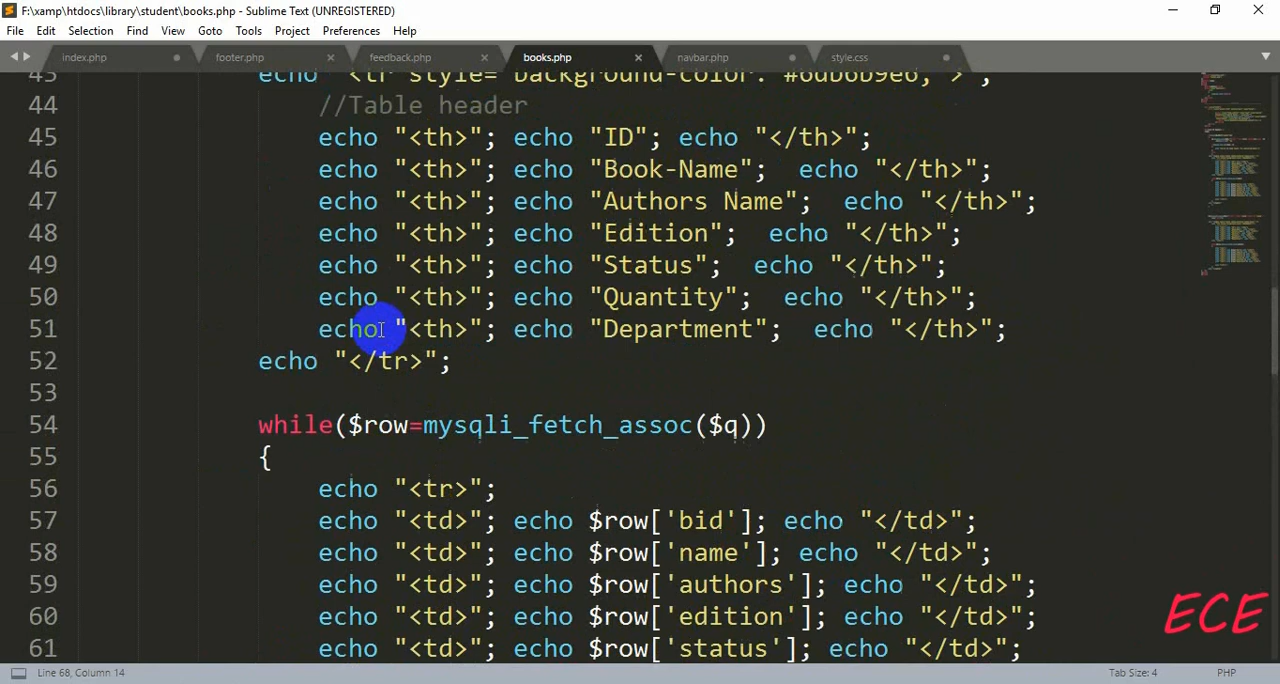 F:\xamp\htdocs\library\student\books.php - Sublime Text (UNREGISTERED)
File Edit Selection Find View Goto Tools Project Preferences Help
index.php footer.php feedback.php books.php navbar.php style.css
43 echo "<tr style='background-color: #6db6b9e6;'>";
44 //Table header
45 echo "<th>"; echo "ID"; echo "</th>";
46 echo "<th>"; echo "Book-Name"; echo "</th>";
47 echo "<th>"; echo "Authors Name"; echo "</th>";
48 echo "<th>"; echo "Edition"; echo "</th>";
49 echo "<th>"; echo "Status"; echo "</th>";
50 echo "<th>"; echo "Quantity"; echo "</th>";
51 echo "<th>"; echo "Department"; echo "</th>";
52 echo "</tr>";
53
54 while($row=mysqli_fetch_assoc($q))
55 {
56 echo "<tr>";
57 echo "<td>"; echo $row['bid']; echo "</td>";
58 echo "<td>"; echo $row['name']; echo "</td>";
59 echo "<td>"; echo $row['authors']; echo "</td>";
60 echo "<td>"; echo $row['edition']; echo "</td>";
61 echo "<td>"; echo $row['status']; echo "</td>";
ECE
Line 68, Column 14 Tab Size: 4 PHP